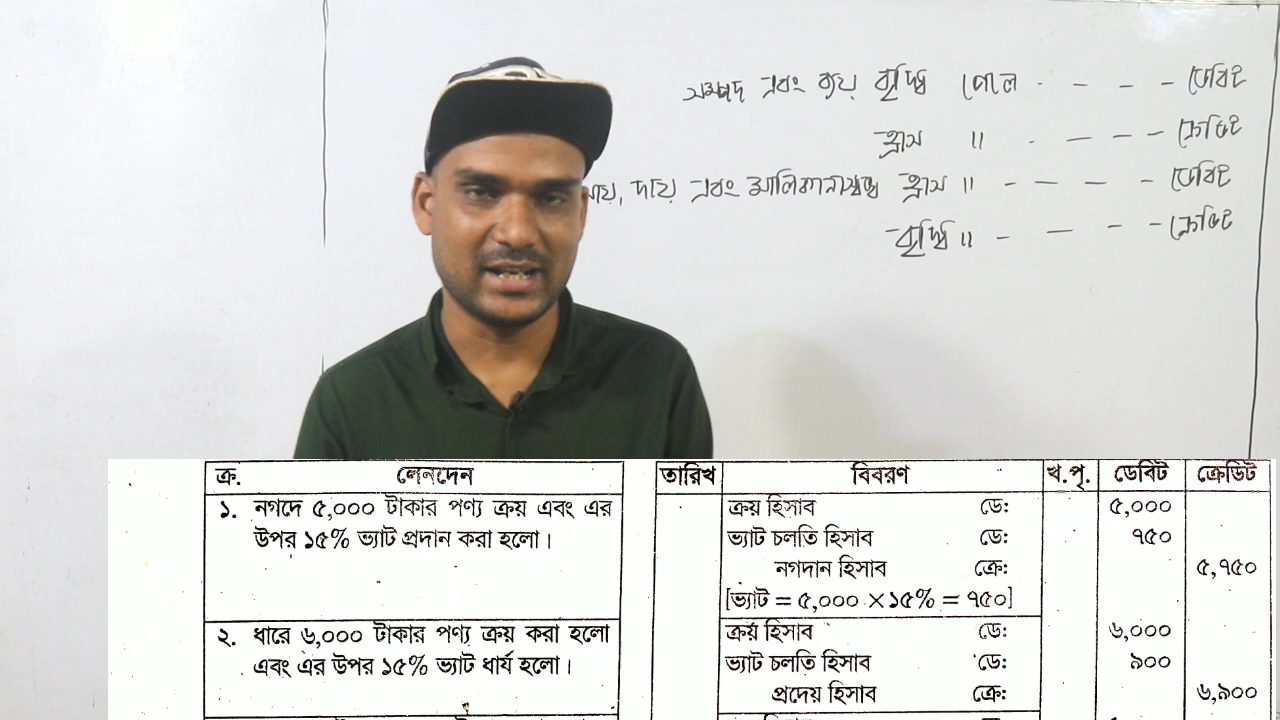 সম্পদ এবং ব্যয় বৃদ্ধি পেলে - - - - ডেবিট
হ্রাস " - - - - ক্রেডিট
দায় এবং মালিকানাস্বত্ব হ্রাস " - - - - ডেবিট
বৃদ্ধি " - - - - ক্রেডিট
ক্র. লেনদেন
১. নগদে ৫,০০০ টাকার পণ্য ক্রয় এবং এর
উপর ১৫% ভ্যাট প্রদান করা হলো।
২. ধারে ৬,০০০ টাকার পণ্য ক্রয় করা হলো
এবং এর উপর ১৫% ভ্যাট ধার্য হলো।
তারিখ বিবরণ খ.পৃ. ডেবিট ক্রেডিট
ক্রয় হিসাব ডে: ৫,০০০
ভ্যাট চলতি হিসাব ডে: ৭৫০
নগদান হিসাব ক্রে: ৫,৭৫০
[ভ্যাট = ৫,০০০ × ১৫% = ৭৫০]
ক্রয় হিসাব ডে: ৬,০০০
ভ্যাট চলতি হিসাব ডে: ৯০০
প্রদেয় হিসাব ক্রে: ৬,৯০০